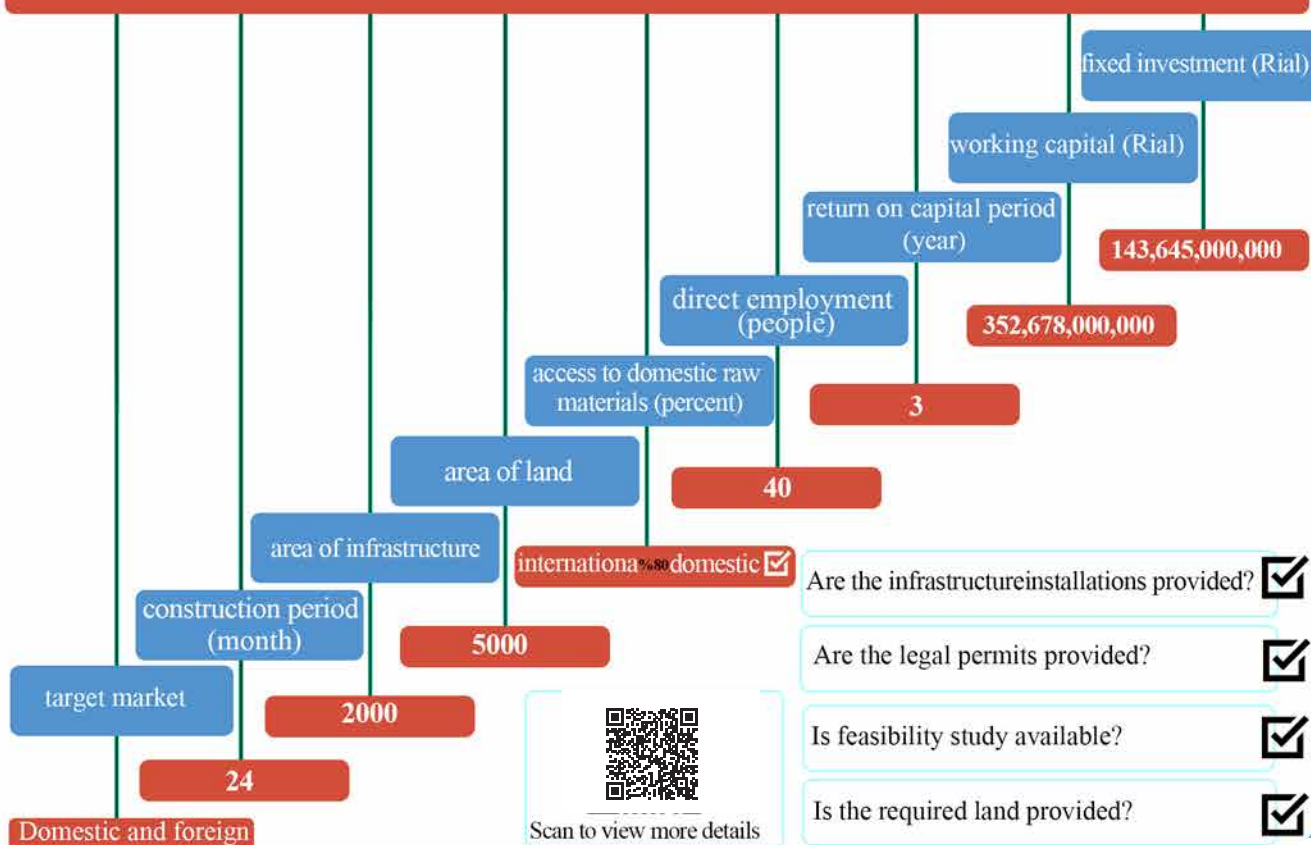 fixed investment (Rial)
143,645,000,000
working capital (Rial)
352,678,000,000
return on capital period
(year)
3
direct employment
(people)
40
access to domestic raw
materials (percent)
internationa%80domestic
area of land
5000
area of infrastructure
2000
construction period
(month)
24
target market
Domestic and foreign
Scan to view more details
Are the infrastructureinstallations provided?
Are the legal permits provided?
Is feasibility study available?
Is the required land provided?